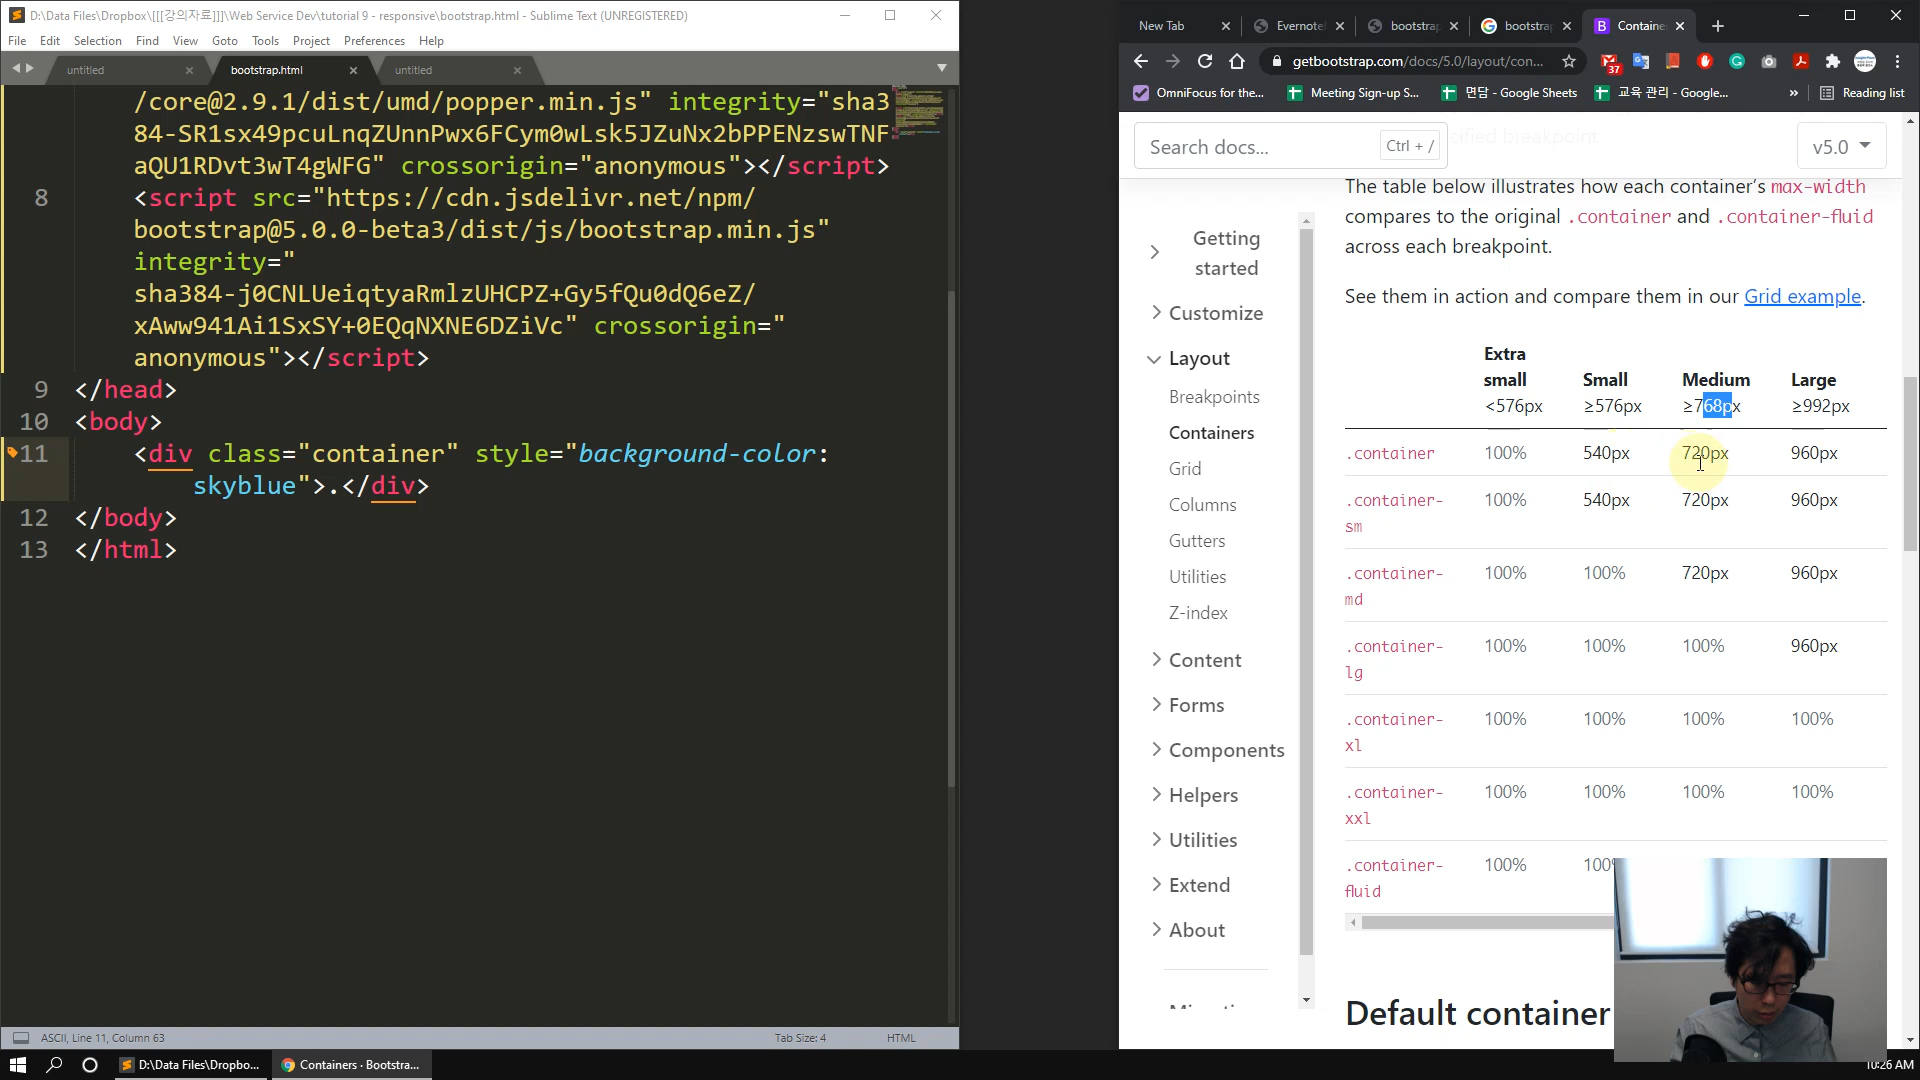 D:\Data Files\Dropbox\[[[강의자료]]]\Web Service Dev\tutorial 9 - responsive\bootstrap.html - Sublime Text (UNREGISTERED)
File Edit Selection Find View Goto Tools Project Preferences Help
untitled
bootstrap.html
untitled
/core@2.9.1/dist/umd/popper.min.js" integrity="sha3
84-SR1sx49pcuLnqZUnnPwx6FCym0wLsk5JZuNx2bPPENzswTNF
aQU1RDvt3wT4gWFG" crossorigin="anonymous"></script>
8 <script src="https://cdn.jsdelivr.net/npm/
bootstrap@5.0.0-beta3/dist/js/bootstrap.min.js"
integrity="
sha384-j0CNLUeiqtyaRmlzUHCPZ+Gy5fQu0dQ6eZ/
xAww941Ai1SxSY+0EQqNXNE6DZiVc" crossorigin="
anonymous"></script>
9 </head>
10 <body>
11 <div class="container" style="background-color:
skyblue">.</div>
12 </body>
13 </html>
ASCII, Line 11, Column 63
Tab Size: 4
HTML
New Tab
Evernote
bootstrap
bootstrap
Container
getbootstrap.com/docs/5.0/layout/con...
37
OmniFocus for the...
Meeting Sign-up S...
면담 - Google Sheets
교육 관리 - Google...
»
Reading list
Search docs...
Ctrl + /
sified breakpoint
v5.0
Getting
started
Customize
Layout
Breakpoints
Containers
Grid
Columns
Gutters
Utilities
Z-index
Content
Forms
Components
Helpers
Utilities
Extend
About
The table below illustrates how each container's max-width
compares to the original .container and .container-fluid
across each breakpoint.
See them in action and compare them in our Grid example.
Extra
small
<576px
Small
≥576px
Medium
≥768px
Large
≥992px
.container 100% 540px 720px 960px
.container-
sm 100% 540px 720px 960px
.container-
md 100% 100% 720px 960px
.container-
lg 100% 100% 100% 960px
.container-
xl 100% 100% 100% 100%
.container-
xxl 100% 100% 100% 100%
.container-
fluid 100% 100
Default container
D:\Data Files\Dropbo...
Containers · Bootstra...
10:26 AM